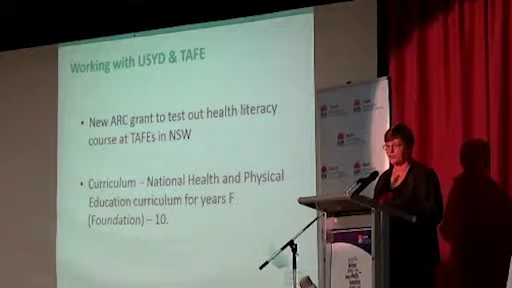 Working with USYD & TAFE
• New ARC grant to test out health literacy
course at TAFEs in NSW
• Curriculum - National Health and Physical
Education curriculum for years F
(Foundation) – 10.